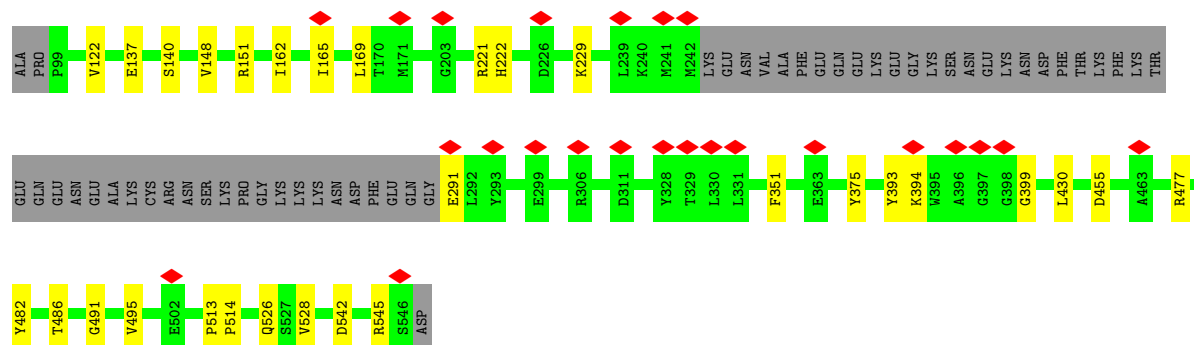 ALA PRO P99 V122 E137 S140 V148 R151 I162 I165 L169 T170 M171 G203 R221 H222 D226 K229 L239 K240 M241 M242 LYS GLU ASN VAL ALA PHE GLU GLN GLU LYS GLU GLY LYS SER ASN GLU LYS ASN ASP PHE THR LYS PHE LYS THR
GLU GLN GLU ASN GLU ALA LYS CYS ARG ASN SER LYS PRO GLY LYS LYS LYS ASN ASP PHE GLU GLN GLY E291 L292 Y293 E299 R306 D311 Y328 T329 L330 L331 F351 E363 Y375 Y393 K394 W395 A396 G397 G398 G399 L430 D455 A463 R477
Y482 T486 G491 V495 E502 P513 P514 Q526 S527 V528 D542 R545 S546 ASP